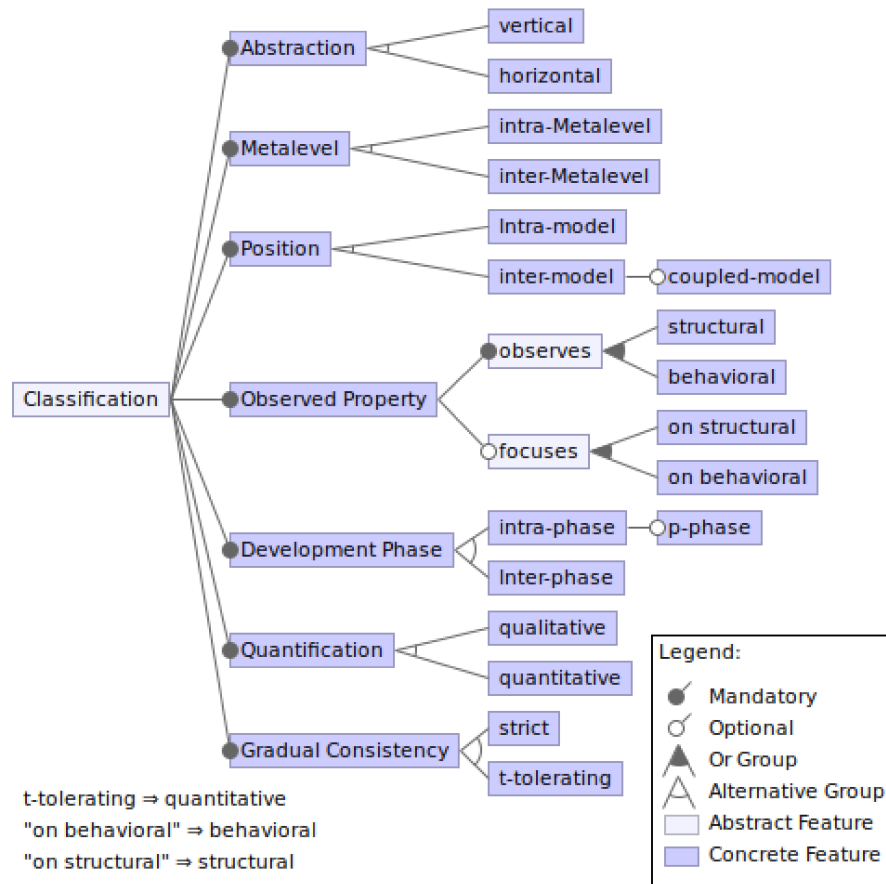 vertical
Abstraction
horizontal
intra-Metalevel
Metalevel
inter-Metalevel
Intra-model
Position
inter-model
coupled-model
structural
observes
behavioral
Classification
Observed Property
on structural
focuses
on behavioral
intra-phase
p-phase
Development Phase
Inter-phase
qualitative
Quantification
quantitative
strict
Gradual Consistency
t-tolerating
t-tolerating ⇒ quantitative
"on behavioral" ⇒ behavioral
"on structural" ⇒ structural
Legend:
Mandatory
Optional
Or Group
Alternative Group
Abstract Feature
Concrete Feature